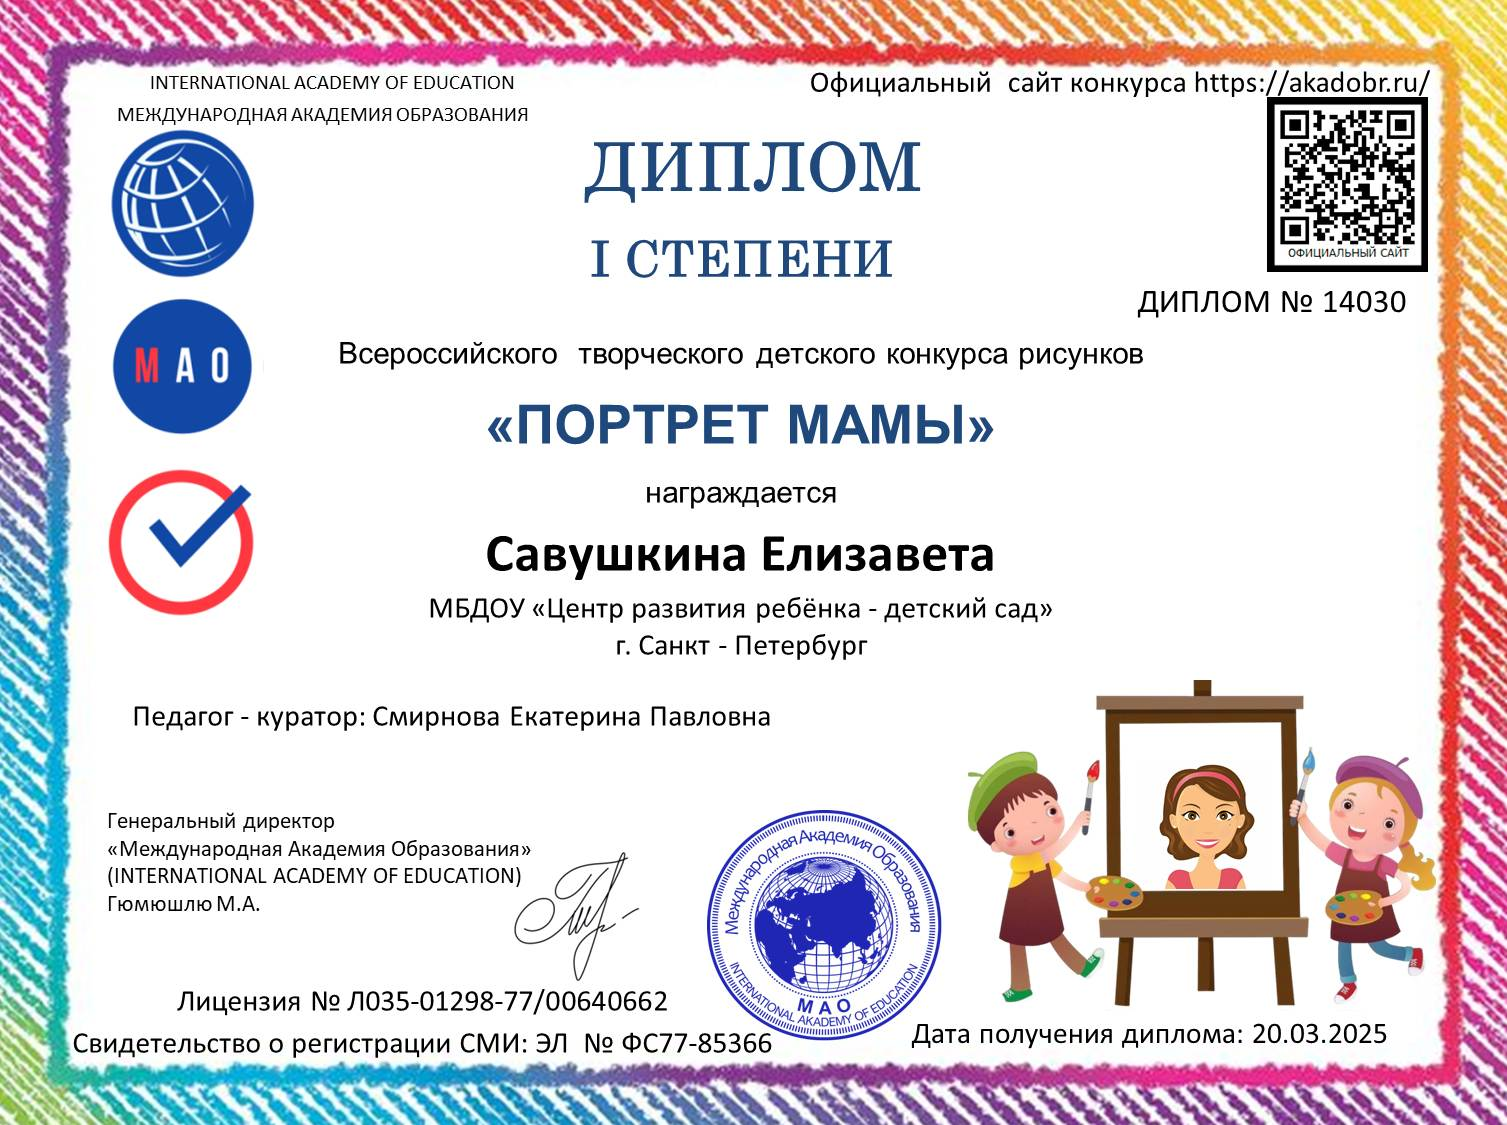 INTERNATIONAL ACADEMY OF EDUCATION
МЕЖДУНАРОДНАЯ АКАДЕМИЯ ОБРАЗОВАНИЯ
Официальный сайт конкурса https://akadobr.ru/
ОФИЦИАЛЬНЫЙ САЙТ
ДИПЛОМ
I СТЕПЕНИ
ДИПЛОМ № 14030
МАО
Всероссийского творческого детского конкурса рисунков
«ПОРТРЕТ МАМЫ»
награждается
Савушкина Елизавета
МБДОУ «Центр развития ребёнка - детский сад»
г. Санкт - Петербург
Педагог - куратор: Смирнова Екатерина Павловна
Генеральный директор
«Международная Академия Образования»
(INTERNATIONAL ACADEMY OF EDUCATION)
Гюмюшлю М.А.
Международная Академия Образования
МАО
INTERNATIONAL AKADEMY OF EDUCATION
Лицензия № Л035-01298-77/00640662
Свидетельство о регистрации СМИ: ЭЛ № ФС77-85366
Дата получения диплома: 20.03.2025